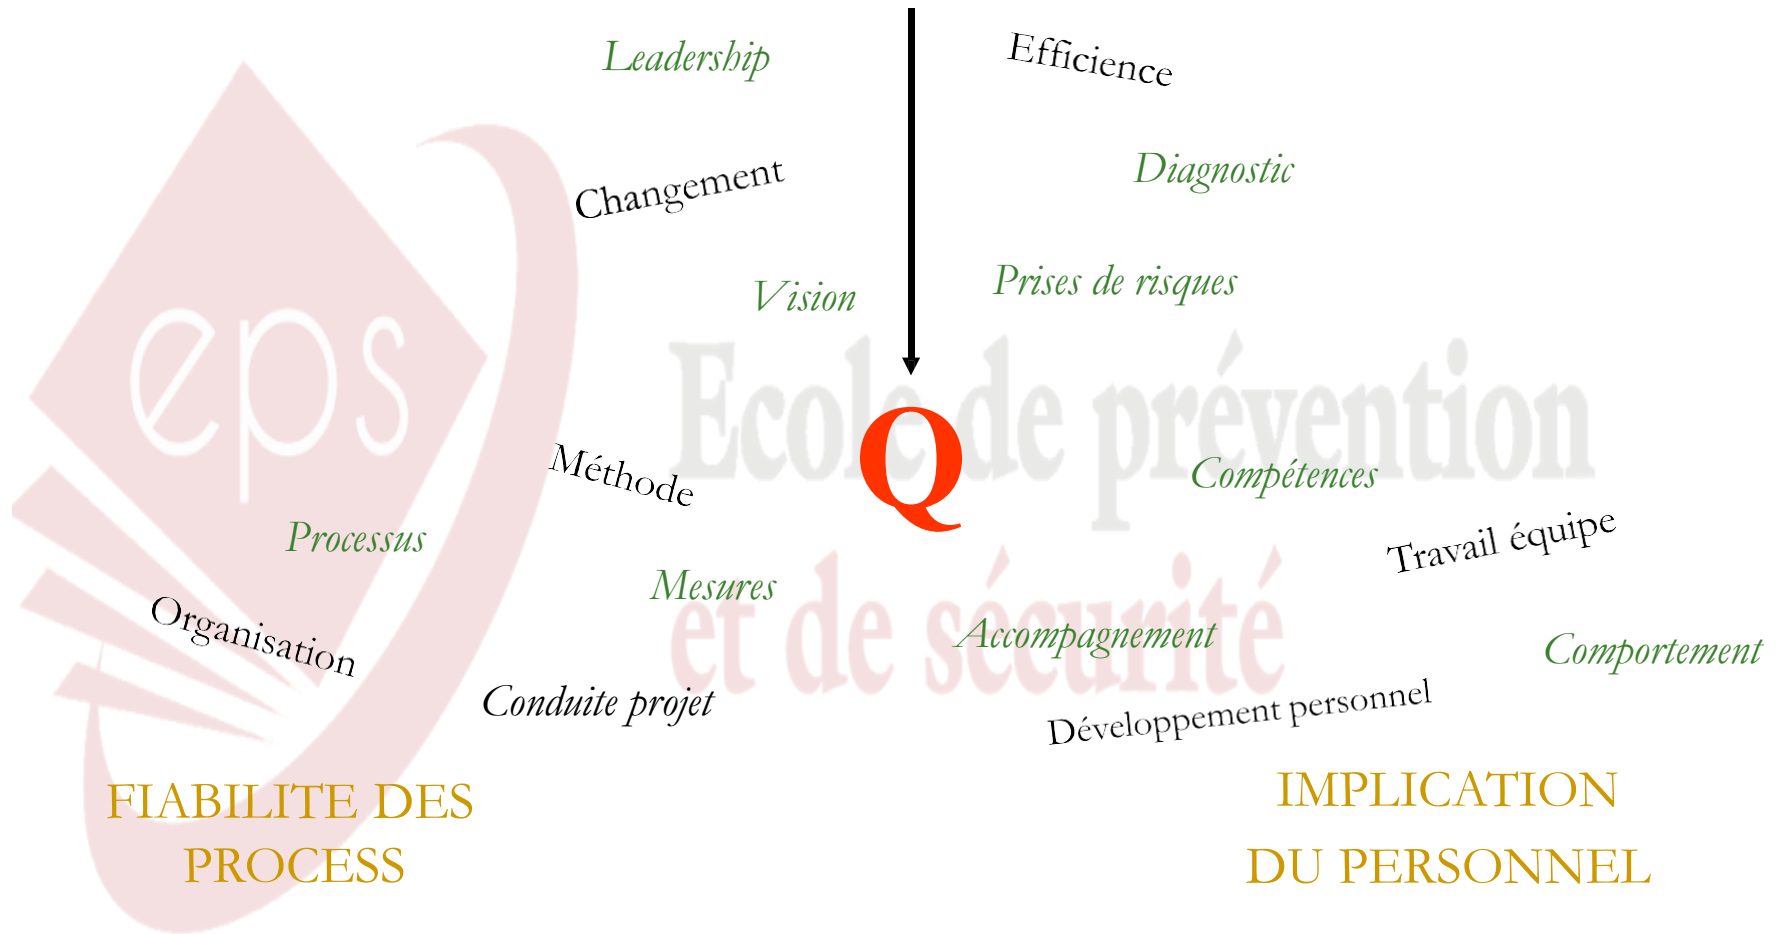 Leadership
Efficience
Changement
Diagnostic
Vision
Prises de risques
eps
Ecole de prévention
et de sécurité
Q
Méthode
Compétences
Processus
Travail équipe
Mesures
Organisation
Accompagnement
Comportement
Conduite projet
Développement personnel
FIABILITE DES
PROCESS
IMPLICATION
DU PERSONNEL